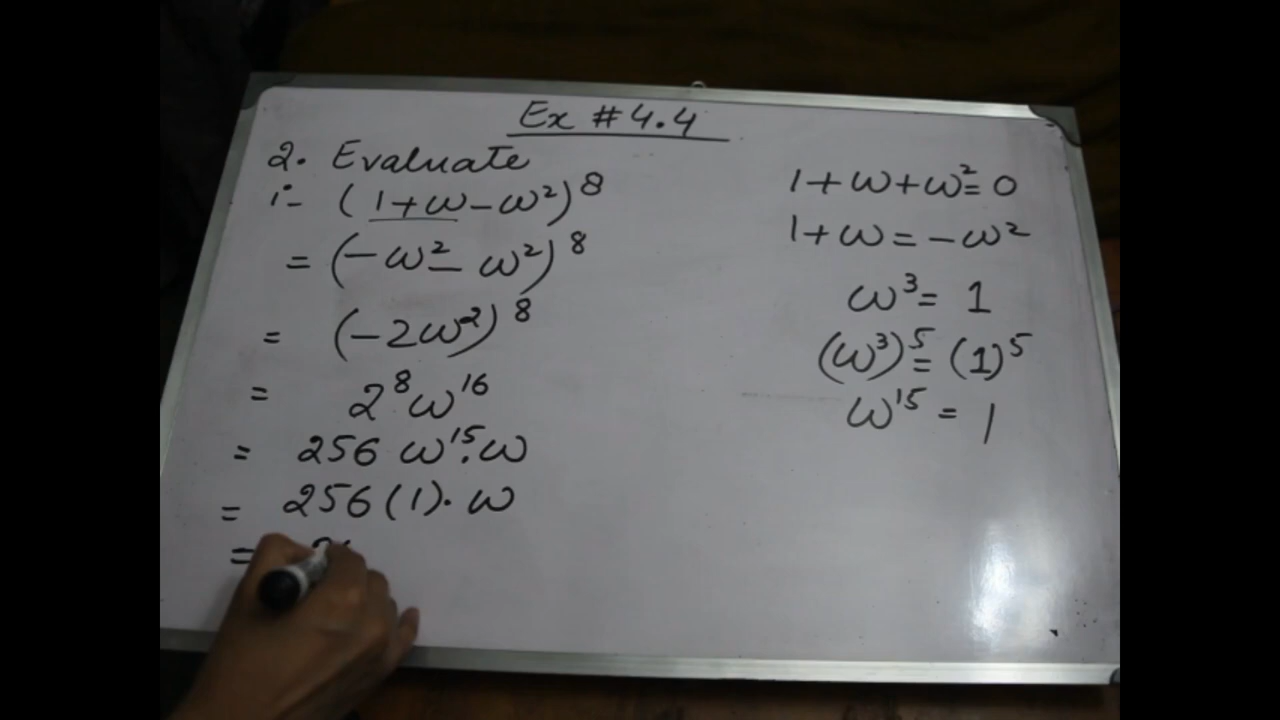 Ex # 4.4
2. Evaluate
i- (1+ω-ω²)⁸
= (-ω²- ω²)⁸
= (-2ω²)⁸
= 2⁸ω¹⁶
= 256 ω¹⁵.ω
= 256(1)·ω
=
1+ω+ω²=0
1+ω=-ω²
ω³= 1
(ω³)⁵=(1)⁵
ω¹⁵ = 1